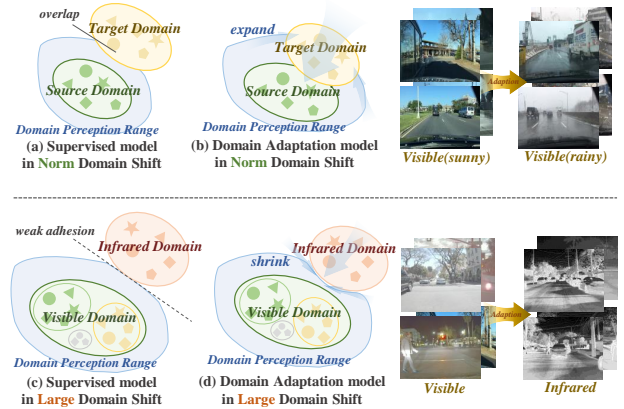 overlap
Target Domain
Source Domain
Domain Perception Range
(a) Supervised model
in Norm Domain Shift
expand
Target Domain
Source Domain
Domain Perception Range
(b) Domain Adaptation model
in Norm Domain Shift
Adaption
Visible(sunny)
Visible(rainy)
weak adhesion
Infrared Domain
Visible Domain
Domain Perception Range
(c) Supervised model
in Large Domain Shift
Infrared Domain
shrink
Visible Domain
Domain Perception Range
(d) Domain Adaptation model
in Large Domain Shift
Adaption
Visible
Infrared